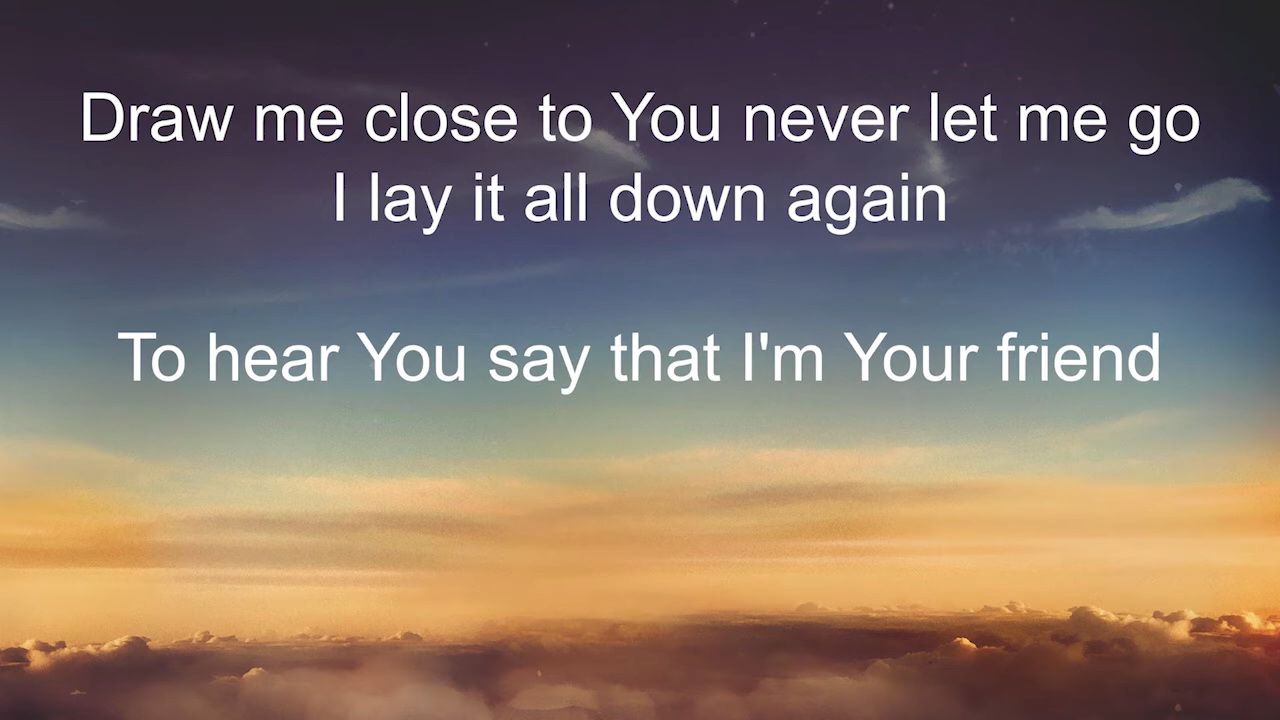 Draw me close to You never let me go
I lay it all down again
To hear You say that I'm Your friend